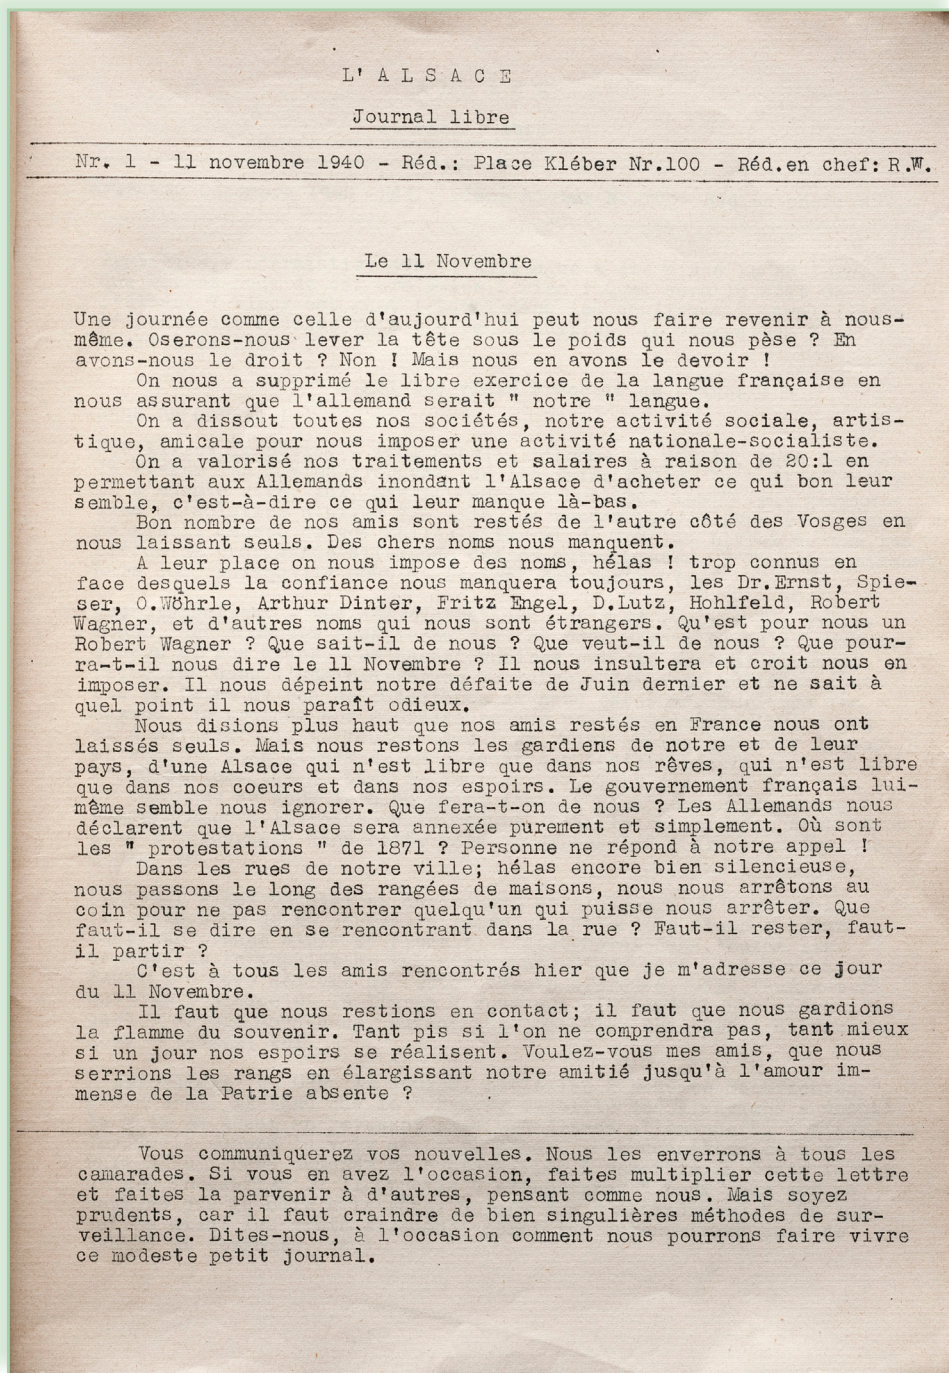 L' A L S A C E
Journal libre
Nr. 1 - 11 novembre 1940 - Réd.: Place Kléber Nr.100 - Réd.en chef: R.W.
Le 11 Novembre
Une journée comme celle d'aujourd'hui peut nous faire revenir à nous-
même. Oserons-nous lever la tête sous le poids qui nous pèse ? En
avons-nous le droit ? Non ! Mais nous en avons le devoir !
On nous a supprimé le libre exercice de la langue française en
nous assurant que l'allemand serait " notre " langue.
On a dissout toutes nos sociétés, notre activité sociale, artis-
tique, amicale pour nous imposer une activité nationale-socialiste.
On a valorisé nos traitements et salaires à raison de 20:1 en
permettant aux Allemands inondant l'Alsace d'acheter ce qui bon leur
semble, c'est-à-dire ce qui leur manque là-bas.
Bon nombre de nos amis sont restés de l'autre côté des Vosges en
nous laissant seuls. Des chers noms nous manquent.
A leur place on nous impose des noms, hélas ! trop connus en
face desquels la confiance nous manquera toujours, les Dr.Ernst, Spie-
ser, O.Wöhrle, Arthur Dinter, Fritz Engel, D.Lutz, Hohlfeld, Robert
Wagner, et d'autres noms qui nous sont étrangers. Qu'est pour nous un
Robert Wagner ? Que sait-il de nous ? Que veut-il de nous ? Que pour-
ra-t-il nous dire le 11 Novembre ? Il nous insultera et croit nous en
imposer. Il nous dépeint notre défaite de Juin dernier et ne sait à
quel point il nous paraît odieux.
Nous disions plus haut que nos amis restés en France nous ont
laissés seuls. Mais nous restons les gardiens de notre et de leur
pays, d'une Alsace qui n'est libre que dans nos rêves, qui n'est libre
que dans nos coeurs et dans nos espoirs. Le gouvernement français lui-
même semble nous ignorer. Que fera-t-on de nous ? Les Allemands nous
déclarent que l'Alsace sera annexée purement et simplement. Où sont
les " protestations " de 1871 ? Personne ne répond à notre appel !
Dans les rues de notre ville; hélas encore bien silencieuse,
nous passons le long des rangées de maisons, nous nous arrêtons au
coin pour ne pas rencontrer quelqu'un qui puisse nous arrêter. Que
faut-il se dire en se rencontrant dans la rue ? Faut-il rester, faut-
il partir ?
C'est à tous les amis rencontrés hier que je m'adresse ce jour
du 11 Novembre.
Il faut que nous restions en contact; il faut que nous gardions
la flamme du souvenir. Tant pis si l'on ne comprendra pas, tant mieux
si un jour nos espoirs se réalisent. Voulez-vous mes amis, que nous
serrions les rangs en élargissant notre amitié jusqu'à l'amour im-
mense de la Patrie absente ?
Vous communiquerez vos nouvelles. Nous les enverrons à tous les
camarades. Si vous en avez l'occasion, faites multiplier cette lettre
et faites la parvenir à d'autres, pensant comme nous. Mais soyez
prudents, car il faut craindre de bien singulières méthodes de sur-
veillance. Dites-nous, à l'occasion comment nous pourrons faire vivre
ce modeste petit journal.